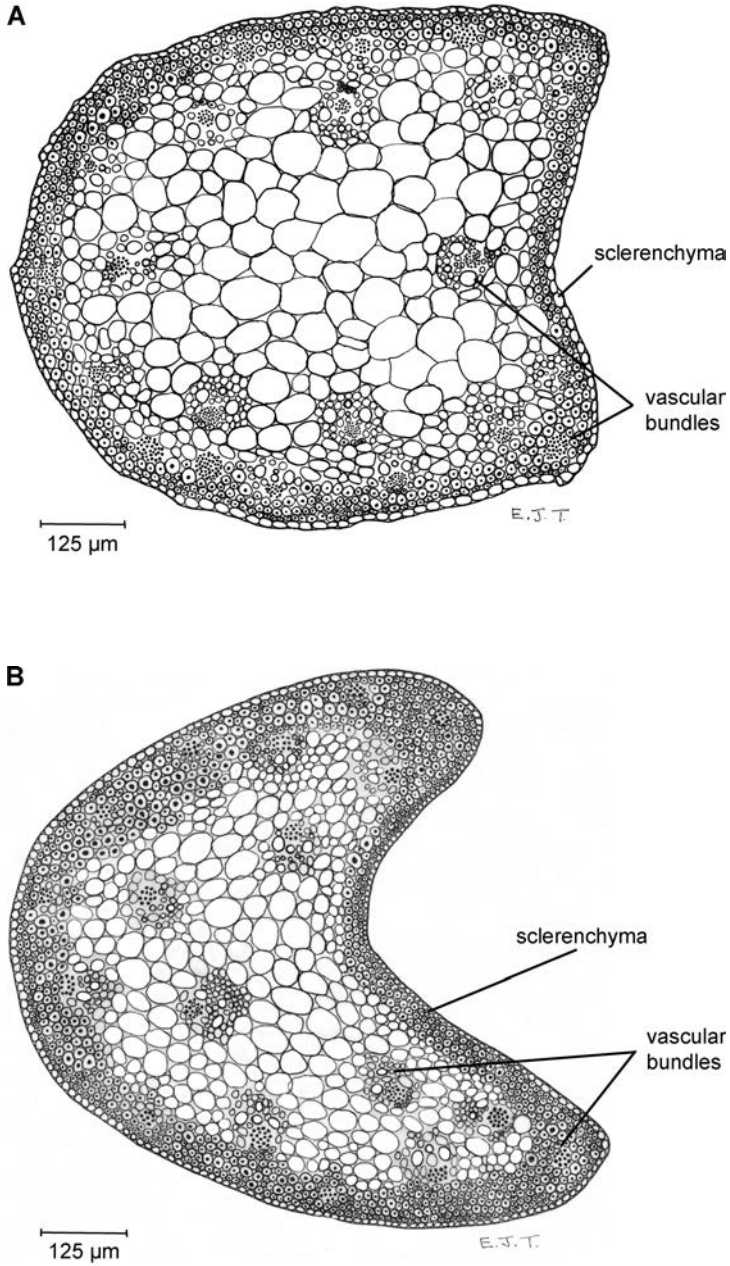 A
sclerenchyma
vascular
bundles
E.J.T.
125 µm
B
sclerenchyma
vascular
bundles
E.J.T.
125 µm